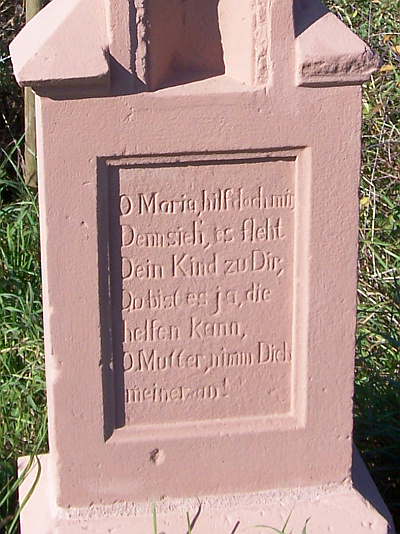 O Maria, hilf doch mir,
Denn sieh, es fleht
Dein Kind zu Dir,
Du bist es ja, die
helfen kann,
O Mutter, nimm Dich
meiner an!